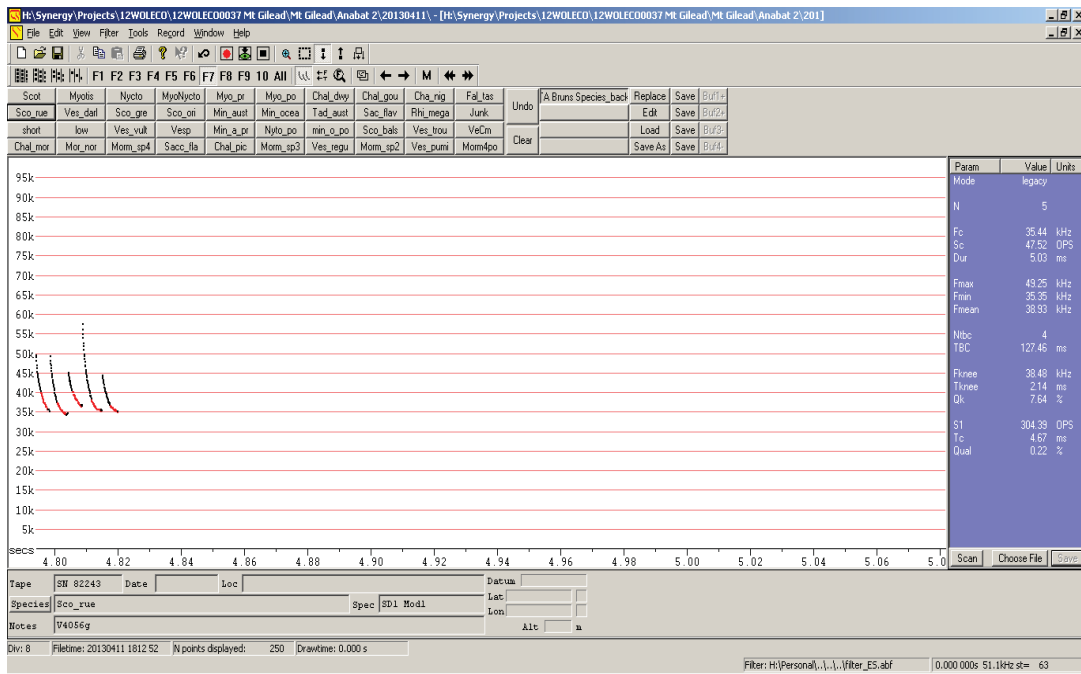 H:\Synergy\Projects\12WOLECO\12WOLECO0037 Mt Gilead\Mt Gilead\Anabat 2\20130411\ - [H:\Synergy\Projects\12WOLECO\12WOLECO0037 Mt Gilead\Mt Gilead\Anabat 2\201]
File Edit View Filter Tools Record Window Help
F1 F2 F3 F4 F5 F6 F7 F8 F9 10 All M
Scot Myotis Nycto MyoNycto Myo_pr Myo_po Chal_dwy Chal_gou Cha_nig Fal_tas Undo A Bruns Species_back Replace Save Buf1+
Sco_rue Ves_darl Sco_gre Sco_ori Min_aust Min_ocea Tad_aust Sac_flav Rhi_mega Junk Edit Save Buf2+
short low Ves_vult Vesp Min_a_pr Nyto_po min_o_po Sco_bals Ves_trou VeCm Clear Load Save Buf3-
Chal_mor Mor_nor Morm_sp4 Sacc_fla Chal_pic Morm_sp3 Ves_regu Morm_sp2 Ves_pumi Morm4po Save As Save Buf4-
95k
90k
85k
80k
75k
70k
65k
60k
55k
50k
45k
40k
35k
30k
25k
20k
15k
10k
5k
secs
4.80 4.82 4.84 4.86 4.88 4.90 4.92 4.94 4.96 4.98 5.00 5.02 5.04 5.06 5.0
Param Value Units
Mode legacy
N 5
Fc 35.44 kHz
Sc 47.52 OPS
Dur 5.03 ms
Fmax 49.25 kHz
Fmin 35.35 kHz
Fmean 38.93 kHz
Ntbc 4
TBC 127.46 ms
Fknee 38.48 kHz
Tknee 2.14 ms
Qk 7.64 %
S1 304.39 OPS
Tc 4.67 ms
Qual 0.22 %
Scan Choose File Save
Tape SN 82243 Date Loc Datum
Species Sco_rue Spec SD1 Mod1 Lat
Lon
Notes V4056g Alt m
Div: 8 Filetime: 20130411 1812 52 N points displayed: 250 Drawtime: 0.000 s
Filter: H:\Personal\..\..\..\filter_ES.abf 0.000 000s 51.1kHz st= 63